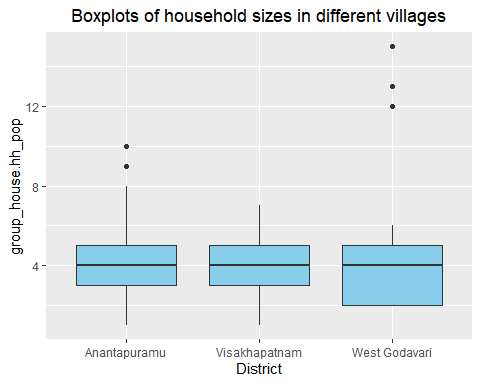 Boxplots of household sizes in different villages
group_house.hh_pop
12
8
4
Anantapuramu
Visakhapatnam
West Godavari
District